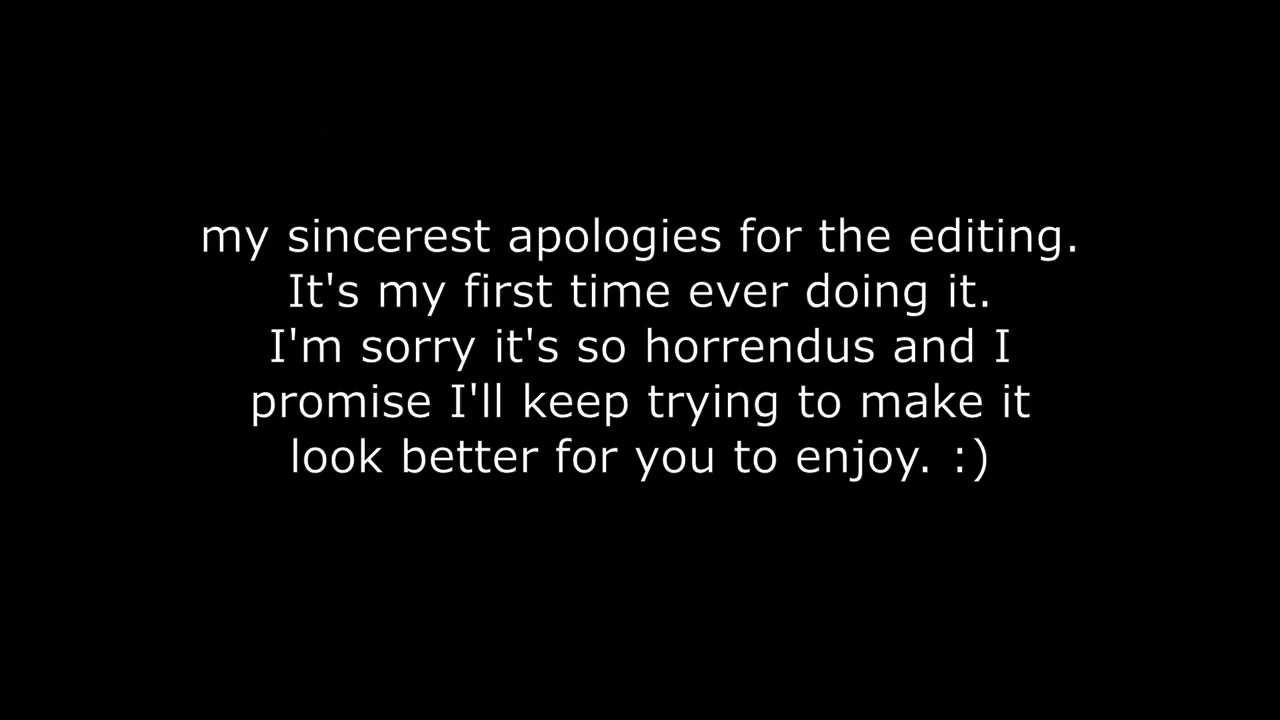 my sincerest apologies for the editing.
It's my first time ever doing it.
I'm sorry it's so horrendus and I
promise I'll keep trying to make it
look better for you to enjoy. :)